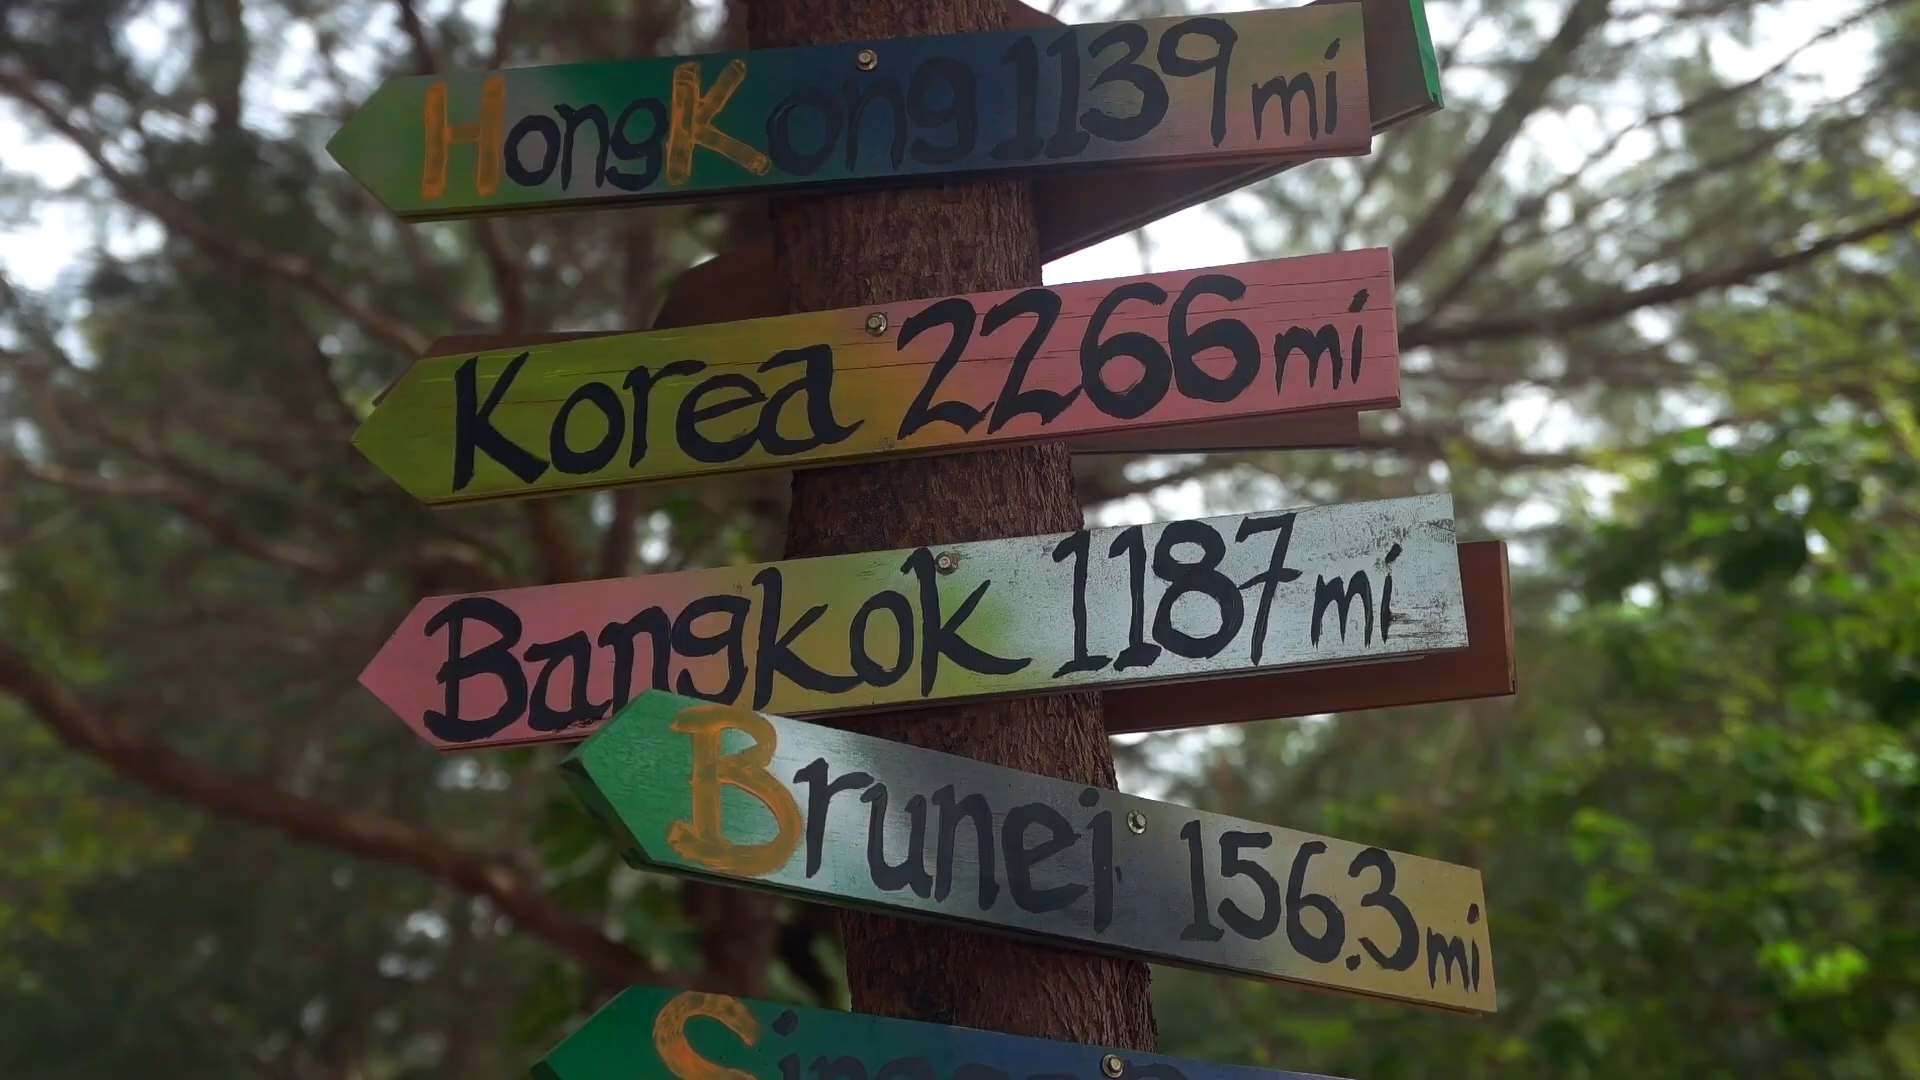 HongKong 1139 mi
Korea 2266 mi
Bangkok 1187 mi
Brunei 156.3 mi